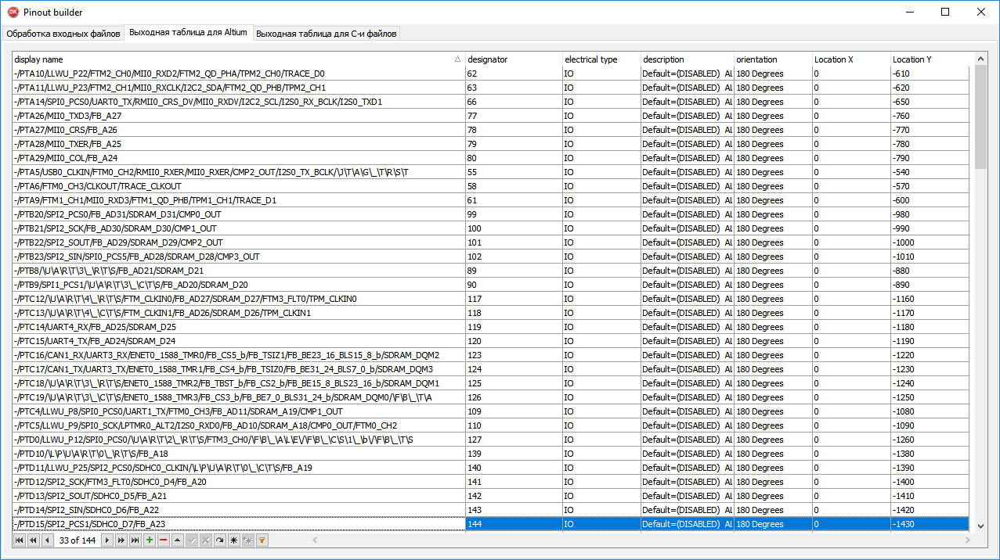 Pinout builder
Обработка входных файлов Выходная таблица для Altium Выходная таблица для C-и файлов
display name designator electrical type description orientation Location X Location Y
-/PTA10/LLWU_P22/FTM2_CH0/MII0_RXD2/FTM2_QD_PHA/TPM2_CH0/TRACE_D0 62 IO Default=(DISABLED) Al 180 Degrees 0 -610
-/PTA11/LLWU_P23/FTM2_CH1/MII0_RXCLK/I2C2_SDA/FTM2_QD_PHB/TPM2_CH1 63 IO Default=(DISABLED) Al 180 Degrees 0 -620
-/PTA14/SPI0_PCS0/UART0_TX/RMII0_CRS_DV/MII0_RXDV/I2C2_SCL/I2S0_RX_BCLK/I2S0_TXD1 66 IO Default=(DISABLED) Al 180 Degrees 0 -650
-/PTA26/MII0_TXD3/FB_A27 77 IO Default=(DISABLED) Al 180 Degrees 0 -760
-/PTA27/MII0_CRS/FB_A26 78 IO Default=(DISABLED) Al 180 Degrees 0 -770
-/PTA28/MII0_TXER/FB_A25 79 IO Default=(DISABLED) Al 180 Degrees 0 -780
-/PTA29/MII0_COL/FB_A24 80 IO Default=(DISABLED) Al 180 Degrees 0 -790
-/PTA5/USB0_CLKIN/FTM0_CH2/RMII0_RXER/MII0_RXER/CMP2_OUT/I2S0_TX_BCLK/\J\T\A\G\_\T\R\S\T 55 IO Default=(DISABLED) Al 180 Degrees 0 -540
-/PTA6/FTM0_CH3/CLKOUT/TRACE_CLKOUT 58 IO Default=(DISABLED) Al 180 Degrees 0 -570
-/PTA9/FTM1_CH1/MII0_RXD3/FTM1_QD_PHB/TPM1_CH1/TRACE_D1 61 IO Default=(DISABLED) Al 180 Degrees 0 -600
-/PTB20/SPI2_PCS0/FB_AD31/SDRAM_D31/CMP0_OUT 99 IO Default=(DISABLED) Al 180 Degrees 0 -980
-/PTB21/SPI2_SCK/FB_AD30/SDRAM_D30/CMP1_OUT 100 IO Default=(DISABLED) Al 180 Degrees 0 -990
-/PTB22/SPI2_SOUT/FB_AD29/SDRAM_D29/CMP2_OUT 101 IO Default=(DISABLED) Al 180 Degrees 0 -1000
-/PTB23/SPI2_SIN/SPI0_PCS5/FB_AD28/SDRAM_D28/CMP3_OUT 102 IO Default=(DISABLED) Al 180 Degrees 0 -1010
-/PTB8/\U\A\R\T\3\_\R\T\S/FB_AD21/SDRAM_D21 89 IO Default=(DISABLED) Al 180 Degrees 0 -880
-/PTB9/SPI1_PCS1/\U\A\R\T\3\_\C\T\S/FB_AD20/SDRAM_D20 90 IO Default=(DISABLED) Al 180 Degrees 0 -890
-/PTC12/\U\A\R\T\4\_\R\T\S/FTM_CLKIN0/FB_AD27/SDRAM_D27/FTM3_FLT0/TPM_CLKIN0 117 IO Default=(DISABLED) Al 180 Degrees 0 -1160
-/PTC13/\U\A\R\T\4\_\C\T\S/FTM_CLKIN1/FB_AD26/SDRAM_D26/TPM_CLKIN1 118 IO Default=(DISABLED) Al 180 Degrees 0 -1170
-/PTC14/UART4_RX/FB_AD25/SDRAM_D25 119 IO Default=(DISABLED) Al 180 Degrees 0 -1180
-/PTC15/UART4_TX/FB_AD24/SDRAM_D24 120 IO Default=(DISABLED) Al 180 Degrees 0 -1190
-/PTC16/CAN1_RX/UART3_RX/ENET0_1588_TMR0/FB_CS5_b/FB_TSIZ1/FB_BE23_16_BLS15_8_b/SDRAM_DQM2 123 IO Default=(DISABLED) Al 180 Degrees 0 -1220
-/PTC17/CAN1_TX/UART3_TX/ENET0_1588_TMR1/FB_CS4_b/FB_TSIZ0/FB_BE31_24_BLS7_0_b/SDRAM_DQM3 124 IO Default=(DISABLED) Al 180 Degrees 0 -1230
-/PTC18/\U\A\R\T\3\_\R\T\S/ENET0_1588_TMR2/FB_TBST_b/FB_CS2_b/FB_BE15_8_BLS23_16_b/SDRAM_DQM1 125 IO Default=(DISABLED) Al 180 Degrees 0 -1240
-/PTC19/\U\A\R\T\3\_\C\T\S/ENET0_1588_TMR3/FB_CS3_b/FB_BE7_0_BLS31_24_b/SDRAM_DQM0/\F\B\_\T\A 126 IO Default=(DISABLED) Al 180 Degrees 0 -1250
-/PTC4/LLWU_P8/SPI0_PCS0/UART1_TX/FTM0_CH3/FB_AD11/SDRAM_A19/CMP1_OUT 109 IO Default=(DISABLED) Al 180 Degrees 0 -1080
-/PTC5/LLWU_P9/SPI0_SCK/LPTMR0_ALT2/I2S0_RXD0/FB_AD10/SDRAM_A18/CMP0_OUT/FTM0_CH2 110 IO Default=(DISABLED) Al 180 Degrees 0 -1090
-/PTD0/LLWU_P12/SPI0_PCS0/\U\A\R\T\2\_\R\T\S/FTM3_CH0/\F\B\_\A\L\E\/\F\B\_\C\S\1\_\b\/\F\B\_\T\S 127 IO Default=(DISABLED) Al 180 Degrees 0 -1260
-/PTD10/\L\P\U\A\R\T\0\_\R\T\S/FB_A18 139 IO Default=(DISABLED) Al 180 Degrees 0 -1380
-/PTD11/LLWU_P25/SPI2_PCS0/SDHC0_CLKIN/\L\P\U\A\R\T\0\_\C\T\S/FB_A19 140 IO Default=(DISABLED) Al 180 Degrees 0 -1390
-/PTD12/SPI2_SCK/FTM3_FLT0/SDHC0_D4/FB_A20 141 IO Default=(DISABLED) Al 180 Degrees 0 -1400
-/PTD13/SPI2_SOUT/SDHC0_D5/FB_A21 142 IO Default=(DISABLED) Al 180 Degrees 0 -1410
-/PTD14/SPI2_SIN/SDHC0_D6/FB_A22 143 IO Default=(DISABLED) Al 180 Degrees 0 -1420
-/PTD15/SPI2_PCS1/SDHC0_D7/FB_A23 144 IO Default=(DISABLED) Al 180 Degrees 0 -1430
33 of 144